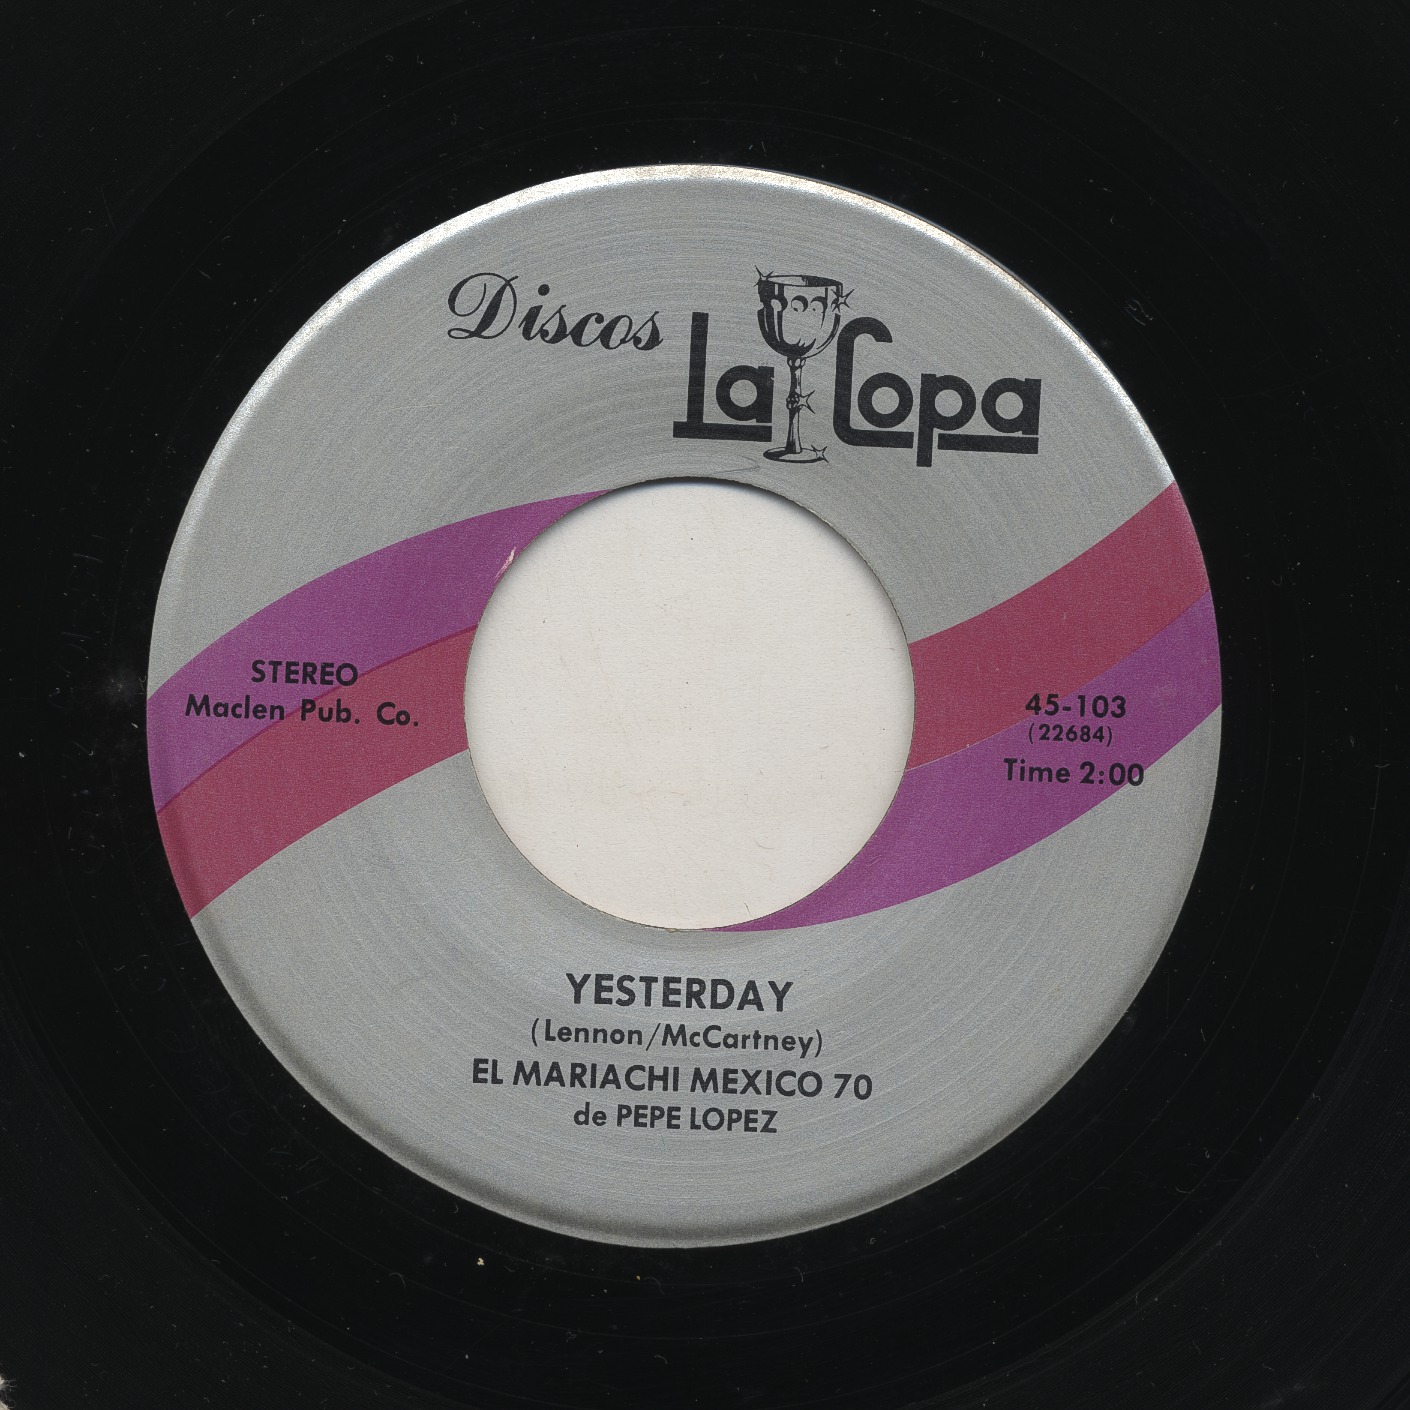 Discos La Copa
STEREO
Maclen Pub. Co.
45-103
(22684)
Time 2:00
YESTERDAY
(Lennon/McCartney)
EL MARIACHI MEXICO 70
de PEPE LOPEZ